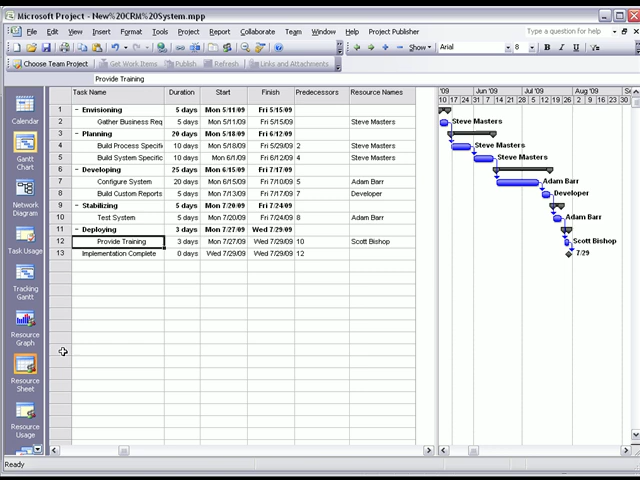 Microsoft Project - New%20CRM%20System.mpp
File Edit View Insert Format Tools Project Report Collaborate Team Window Help Project Publisher Type a question for help
Show Arial 8 B I U
Choose Team Project Get Work Items Publish Refresh Links and Attachments
Provide Training
Task Name Duration Start Finish Predecessors Resource Names
'09 Jun '09 Jul '09 Aug '09
10 17 24 31 7 14 21 28 5 12 19 26 2 9 16 23 30
1 Envisioning 5 days Mon 5/11/09 Fri 5/15/09
2 Gather Business Req 5 days Mon 5/11/09 Fri 5/15/09 Steve Masters Steve Masters
3 Planning 20 days Mon 5/18/09 Fri 6/12/09
4 Build Process Specific 10 days Mon 5/18/09 Fri 5/29/09 2 Steve Masters Steve Masters
5 Build System Specific 10 days Mon 6/1/09 Fri 6/12/09 4 Steve Masters Steve Masters
6 Developing 25 days Mon 6/15/09 Fri 7/17/09
7 Configure System 20 days Mon 6/15/09 Fri 7/10/09 5 Adam Barr Adam Barr
8 Build Custom Reports 5 days Mon 7/13/09 Fri 7/17/09 7 Developer Developer
9 Stabilizing 5 days Mon 7/20/09 Fri 7/24/09
10 Test System 5 days Mon 7/20/09 Fri 7/24/09 8 Adam Barr Adam Barr
11 Deploying 3 days Mon 7/27/09 Wed 7/29/09
12 Provide Training 3 days Mon 7/27/09 Wed 7/29/09 10 Scott Bishop Scott Bishop
13 Implementation Complete 0 days Wed 7/29/09 Wed 7/29/09 12 7/29
Calendar
Gantt
Chart
Network
Diagram
Task Usage
Tracking
Gantt
Resource
Graph
Resource
Sheet
Resource
Usage
Ready